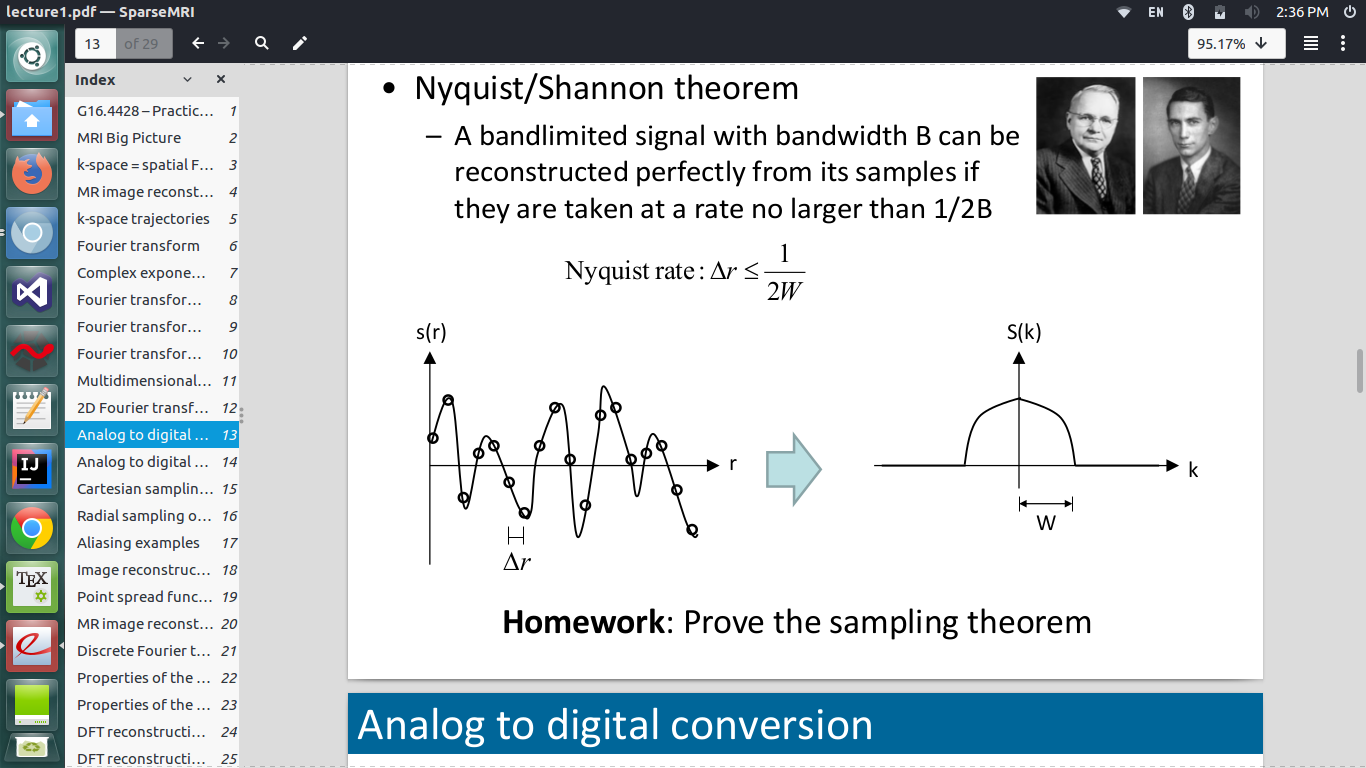 lecture1.pdf — SparseMRI
EN
2:36 PM
13 of 29
95.17%
Index
G16.4428 – Practic... 1
MRI Big Picture 2
k-space = spatial F... 3
MR image reconst... 4
k-space trajectories 5
Fourier transform 6
Complex expone... 7
Fourier transfor... 8
Fourier transfor... 9
Fourier transfor... 10
Multidimensional... 11
2D Fourier transf... 12
Analog to digital ... 13
Analog to digital ... 14
Cartesian samplin... 15
Radial sampling o... 16
Aliasing examples 17
Image reconstruc... 18
Point spread func... 19
MR image reconst... 20
Discrete Fourier t... 21
Properties of the ... 22
Properties of the ... 23
DFT reconstructi... 24
DFT reconstructi... 25
• Nyquist/Shannon theorem
– A bandlimited signal with bandwidth B can be
reconstructed perfectly from its samples if
they are taken at a rate no larger than 1/2B
Nyquist rate : Δr ≤ 1/2W
s(r)
r
Δr
S(k)
k
W
Homework: Prove the sampling theorem
Analog to digital conversion
IJ
TEX